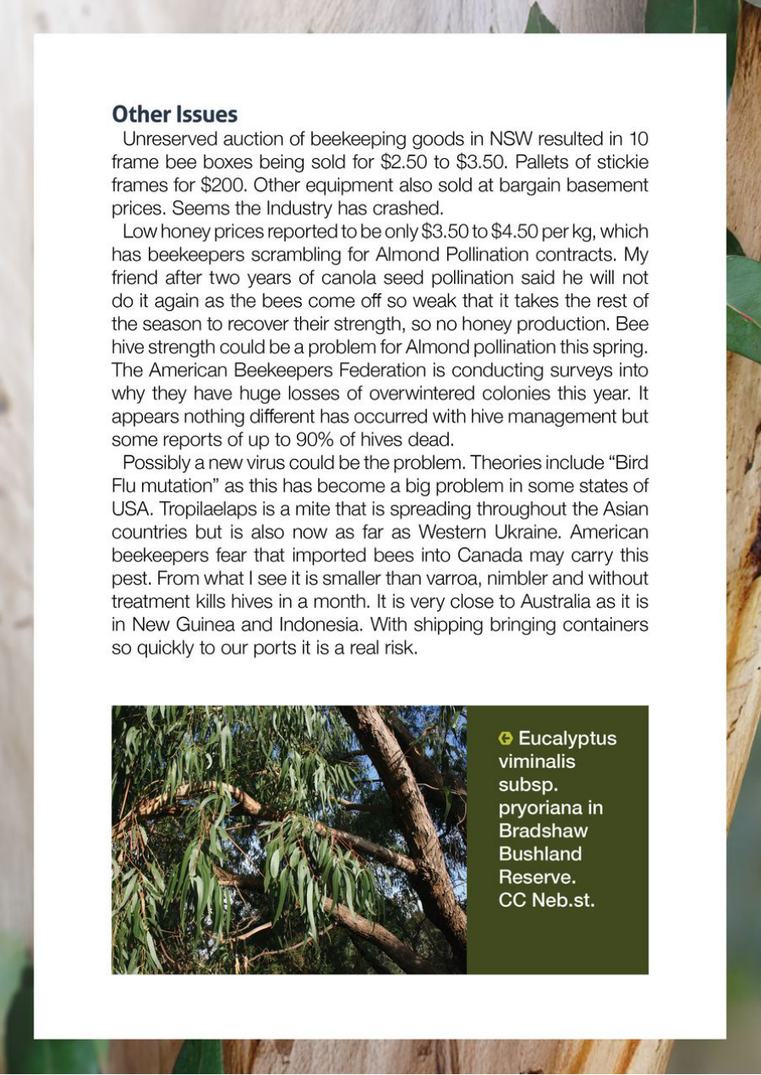 Other Issues
Unreserved auction of beekeeping goods in NSW resulted in 10
frame bee boxes being sold for $2.50 to $3.50. Pallets of stickie
frames for $200. Other equipment also sold at bargain basement
prices. Seems the Industry has crashed.
Low honey prices reported to be only $3.50 to $4.50 per kg, which
has beekeepers scrambling for Almond Pollination contracts. My
friend after two years of canola seed pollination said he will not
do it again as the bees come off so weak that it takes the rest of
the season to recover their strength, so no honey production. Bee
hive strength could be a problem for Almond pollination this spring.
The American Beekeepers Federation is conducting surveys into
why they have huge losses of overwintered colonies this year. It
appears nothing different has occurred with hive management but
some reports of up to 90% of hives dead.
Possibly a new virus could be the problem. Theories include “Bird
Flu mutation” as this has become a big problem in some states of
USA. Tropilaelaps is a mite that is spreading throughout the Asian
countries but is also now as far as Western Ukraine. American
beekeepers fear that imported bees into Canada may carry this
pest. From what I see it is smaller than varroa, nimbler and without
treatment kills hives in a month. It is very close to Australia as it is
in New Guinea and Indonesia. With shipping bringing containers
so quickly to our ports it is a real risk.
Eucalyptus
viminalis
subsp.
pryoriana in
Bradshaw
Bushland
Reserve.
CC Neb.st.